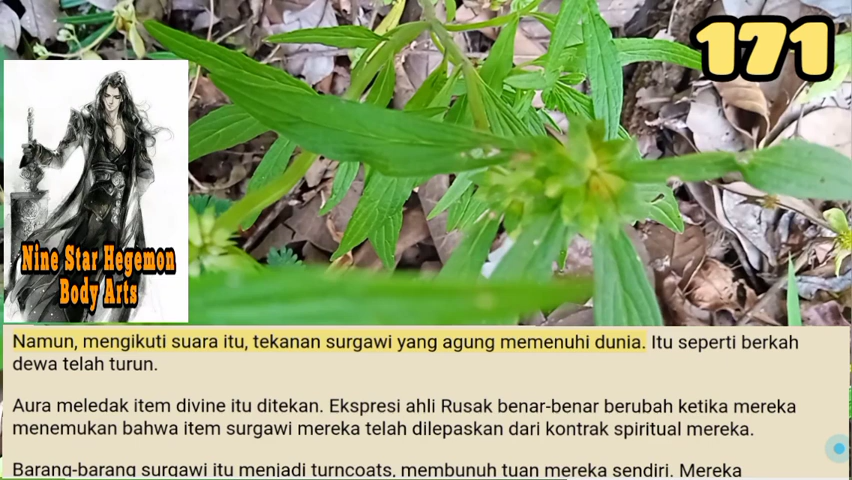 171
Nine Star Hegemon
Body Arts
Namun, mengikuti suara itu, tekanan surgawi yang agung memenuhi dunia. Itu seperti berkah
dewa telah turun.
Aura meledak item divine itu ditekan. Ekspresi ahli Rusak benar-benar berubah ketika mereka
menemukan bahwa item surgawi mereka telah dilepaskan dari kontrak spiritual mereka.
Barang-barang surgawi itu menjadi turncoats, membunuh tuan mereka sendiri. Mereka